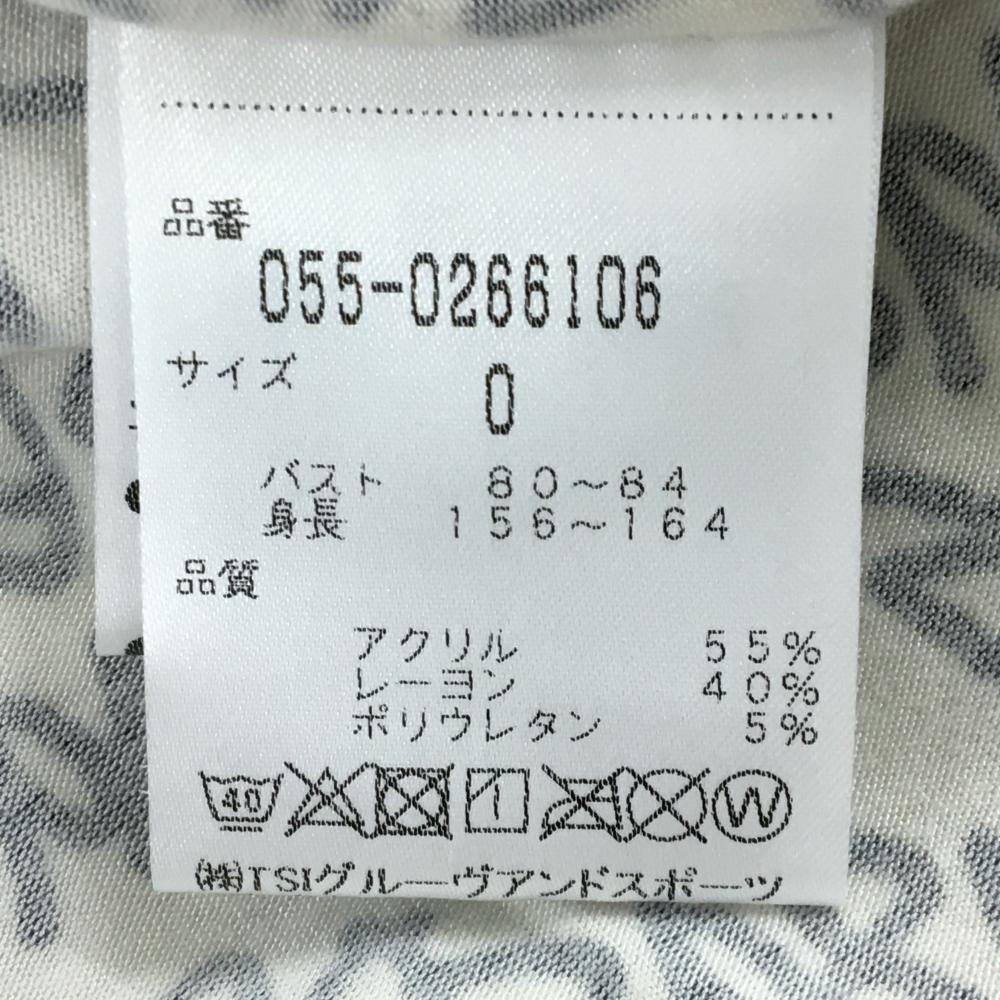 品番
055-0266106
サイズ
0
バスト 80～84
身長 156～164
品質
アクリル 55%
レーヨン 40%
ポリウレタン 5%
40 W
㈱TSIグルーヴアンドスポーツ